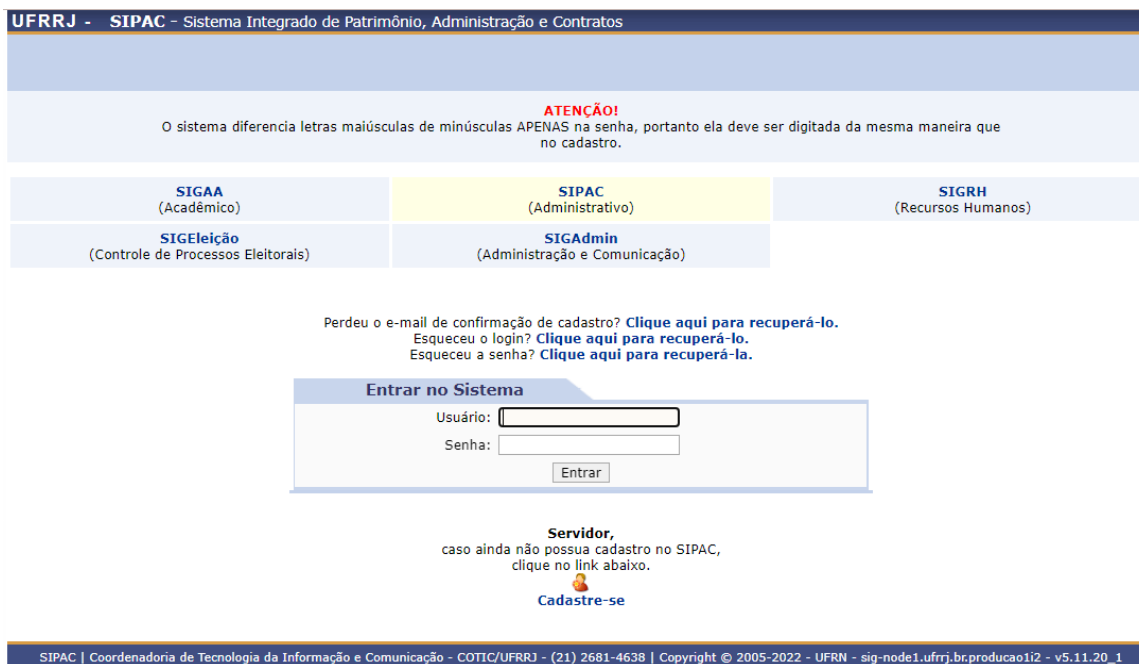 UFRRJ - SIPAC - Sistema Integrado de Patrimônio, Administração e Contratos
ATENÇÃO!
O sistema diferencia letras maiúsculas de minúsculas APENAS na senha, portanto ela deve ser digitada da mesma maneira que
no cadastro.
SIGAA SIPAC SIGRH
(Acadêmico) (Administrativo) (Recursos Humanos)
SIGEleição SIGAdmin
(Controle de Processos Eleitorais) (Administração e Comunicação)
Perdeu o e-mail de confirmação de cadastro? Clique aqui para recuperá-lo.
Esqueceu o login? Clique aqui para recuperá-lo.
Esqueceu a senha? Clique aqui para recuperá-la.
Entrar no Sistema
Usuário:
Senha:
Entrar
Servidor,
caso ainda não possua cadastro no SIPAC,
clique no link abaixo.
Cadastre-se
SIPAC | Coordenadoria de Tecnologia da Informação e Comunicação - COTIC/UFRRJ - (21) 2681-4638 | Copyright © 2005-2022 - UFRN - sig-node1.ufrrj.br.producao1i2 - v5.11.20_1